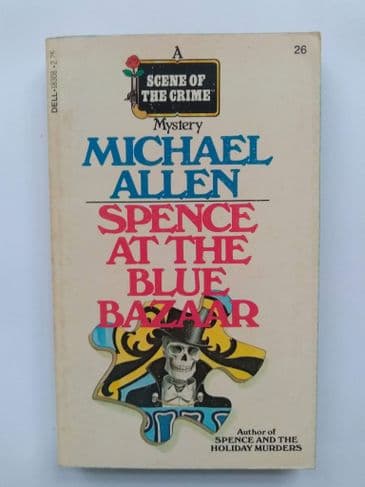 A
26
SCENE OF
THE CRIME
Mystery
MICHAEL
ALLEN
SPENCE
AT THE
BLUE
BAZAAR
Author of
SPENCE AND THE
HOLIDAY MURDERS